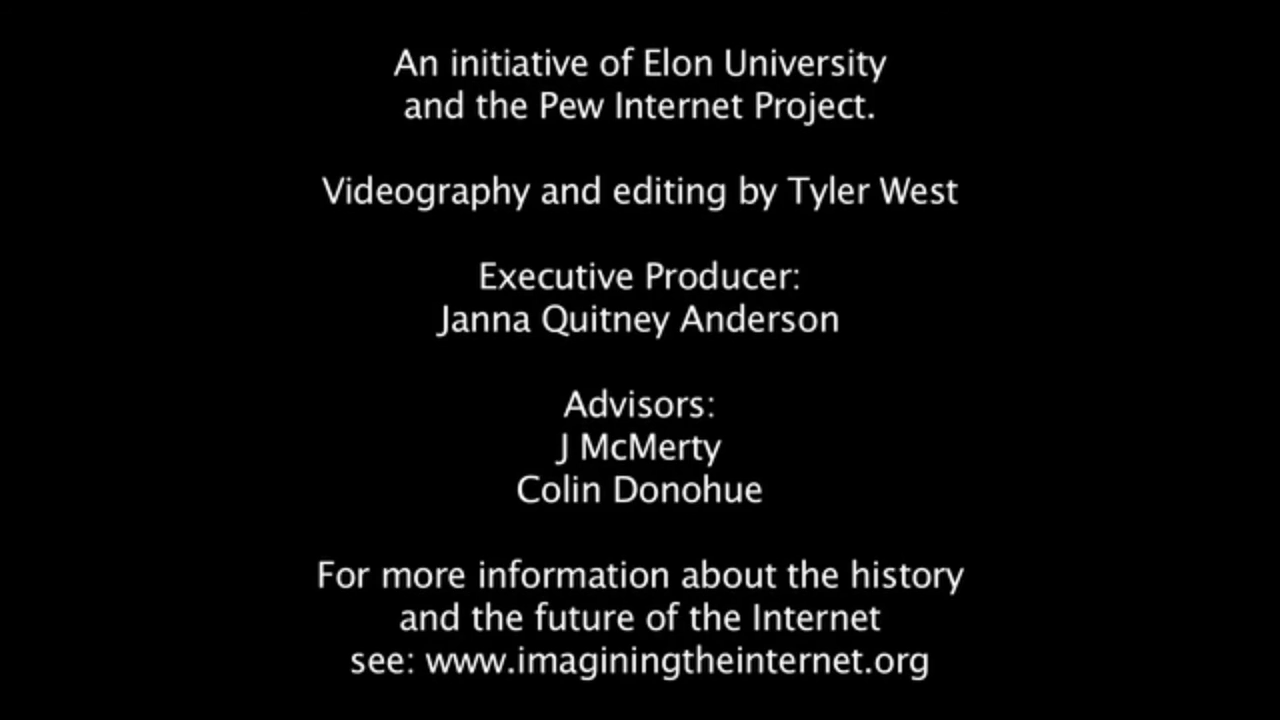 An initiative of Elon University
and the Pew Internet Project.
Videography and editing by Tyler West
Executive Producer:
Janna Quitney Anderson
Advisors:
J McMerty
Colin Donohue
For more information about the history
and the future of the Internet
see: www.imaginingtheinternet.org